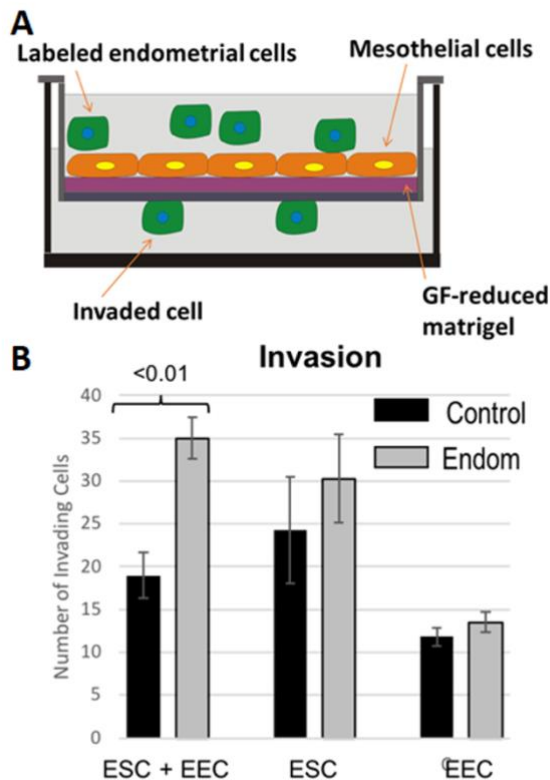 A
Labeled endometrial cells
Mesothelial cells
Invaded cell
GF-reduced
matrigel
B
Invasion
<0.01
Control
Endom
Number of Invading Cells
40
35
30
25
20
15
10
5
0
ESC + EEC
ESC
EEC